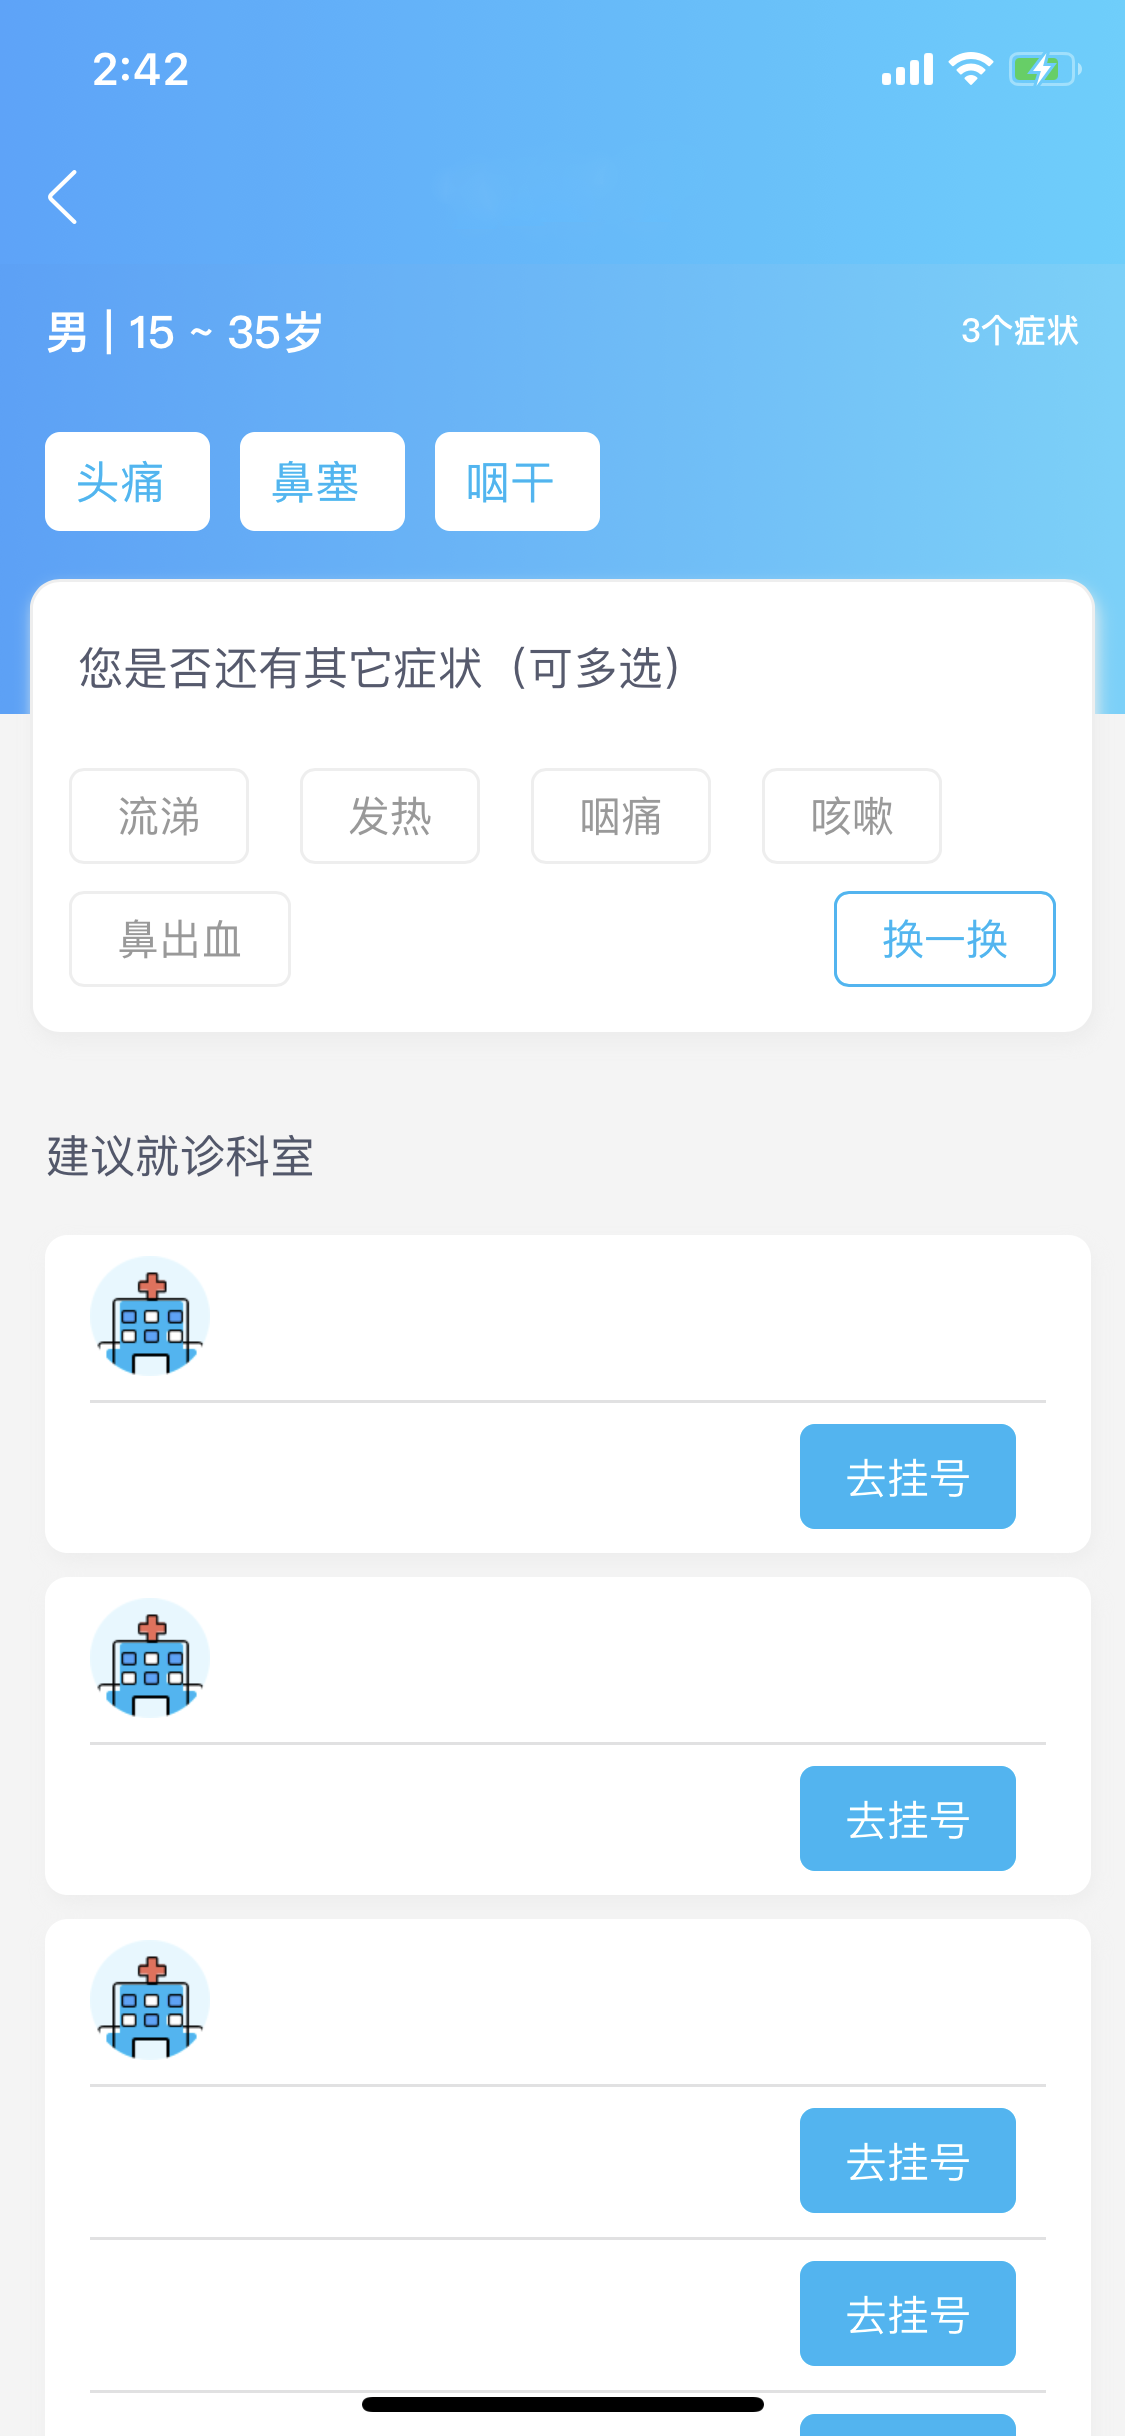 2:42
男 | 15 ~ 35岁
3个症状
头痛 鼻塞 咽干
您是否还有其它症状（可多选）
流涕 发热 咽痛 咳嗽
鼻出血 换一换
建议就诊科室
去挂号
去挂号
去挂号
去挂号